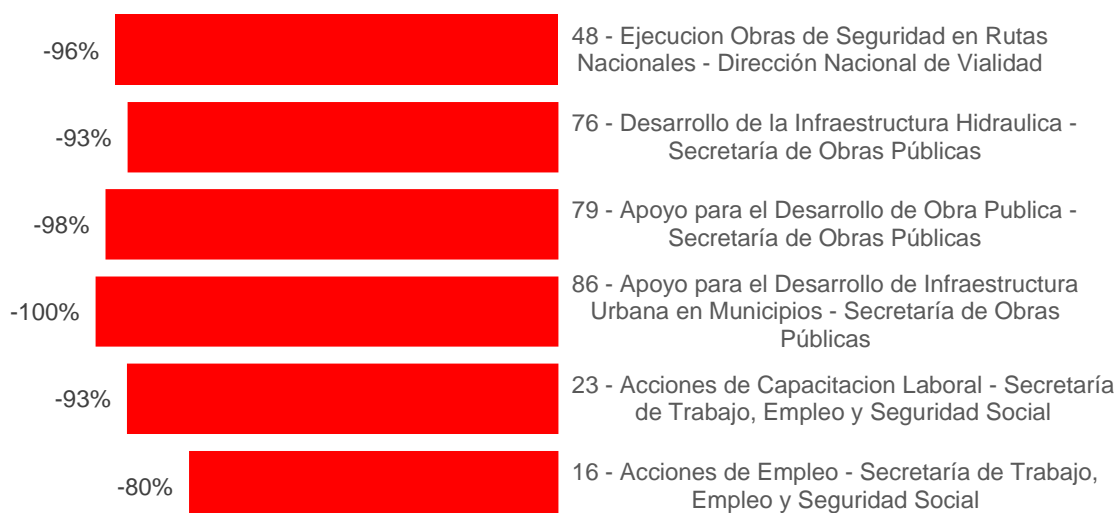 -96%
48 - Ejecucion Obras de Seguridad en Rutas
Nacionales - Dirección Nacional de Vialidad
-93%
76 - Desarrollo de la Infraestructura Hidraulica -
Secretaría de Obras Públicas
-98%
79 - Apoyo para el Desarrollo de Obra Publica -
Secretaría de Obras Públicas
-100%
86 - Apoyo para el Desarrollo de Infraestructura
Urbana en Municipios - Secretaría de Obras
Públicas
-93%
23 - Acciones de Capacitacion Laboral - Secretaría
de Trabajo, Empleo y Seguridad Social
-80%
16 - Acciones de Empleo - Secretaría de Trabajo,
Empleo y Seguridad Social